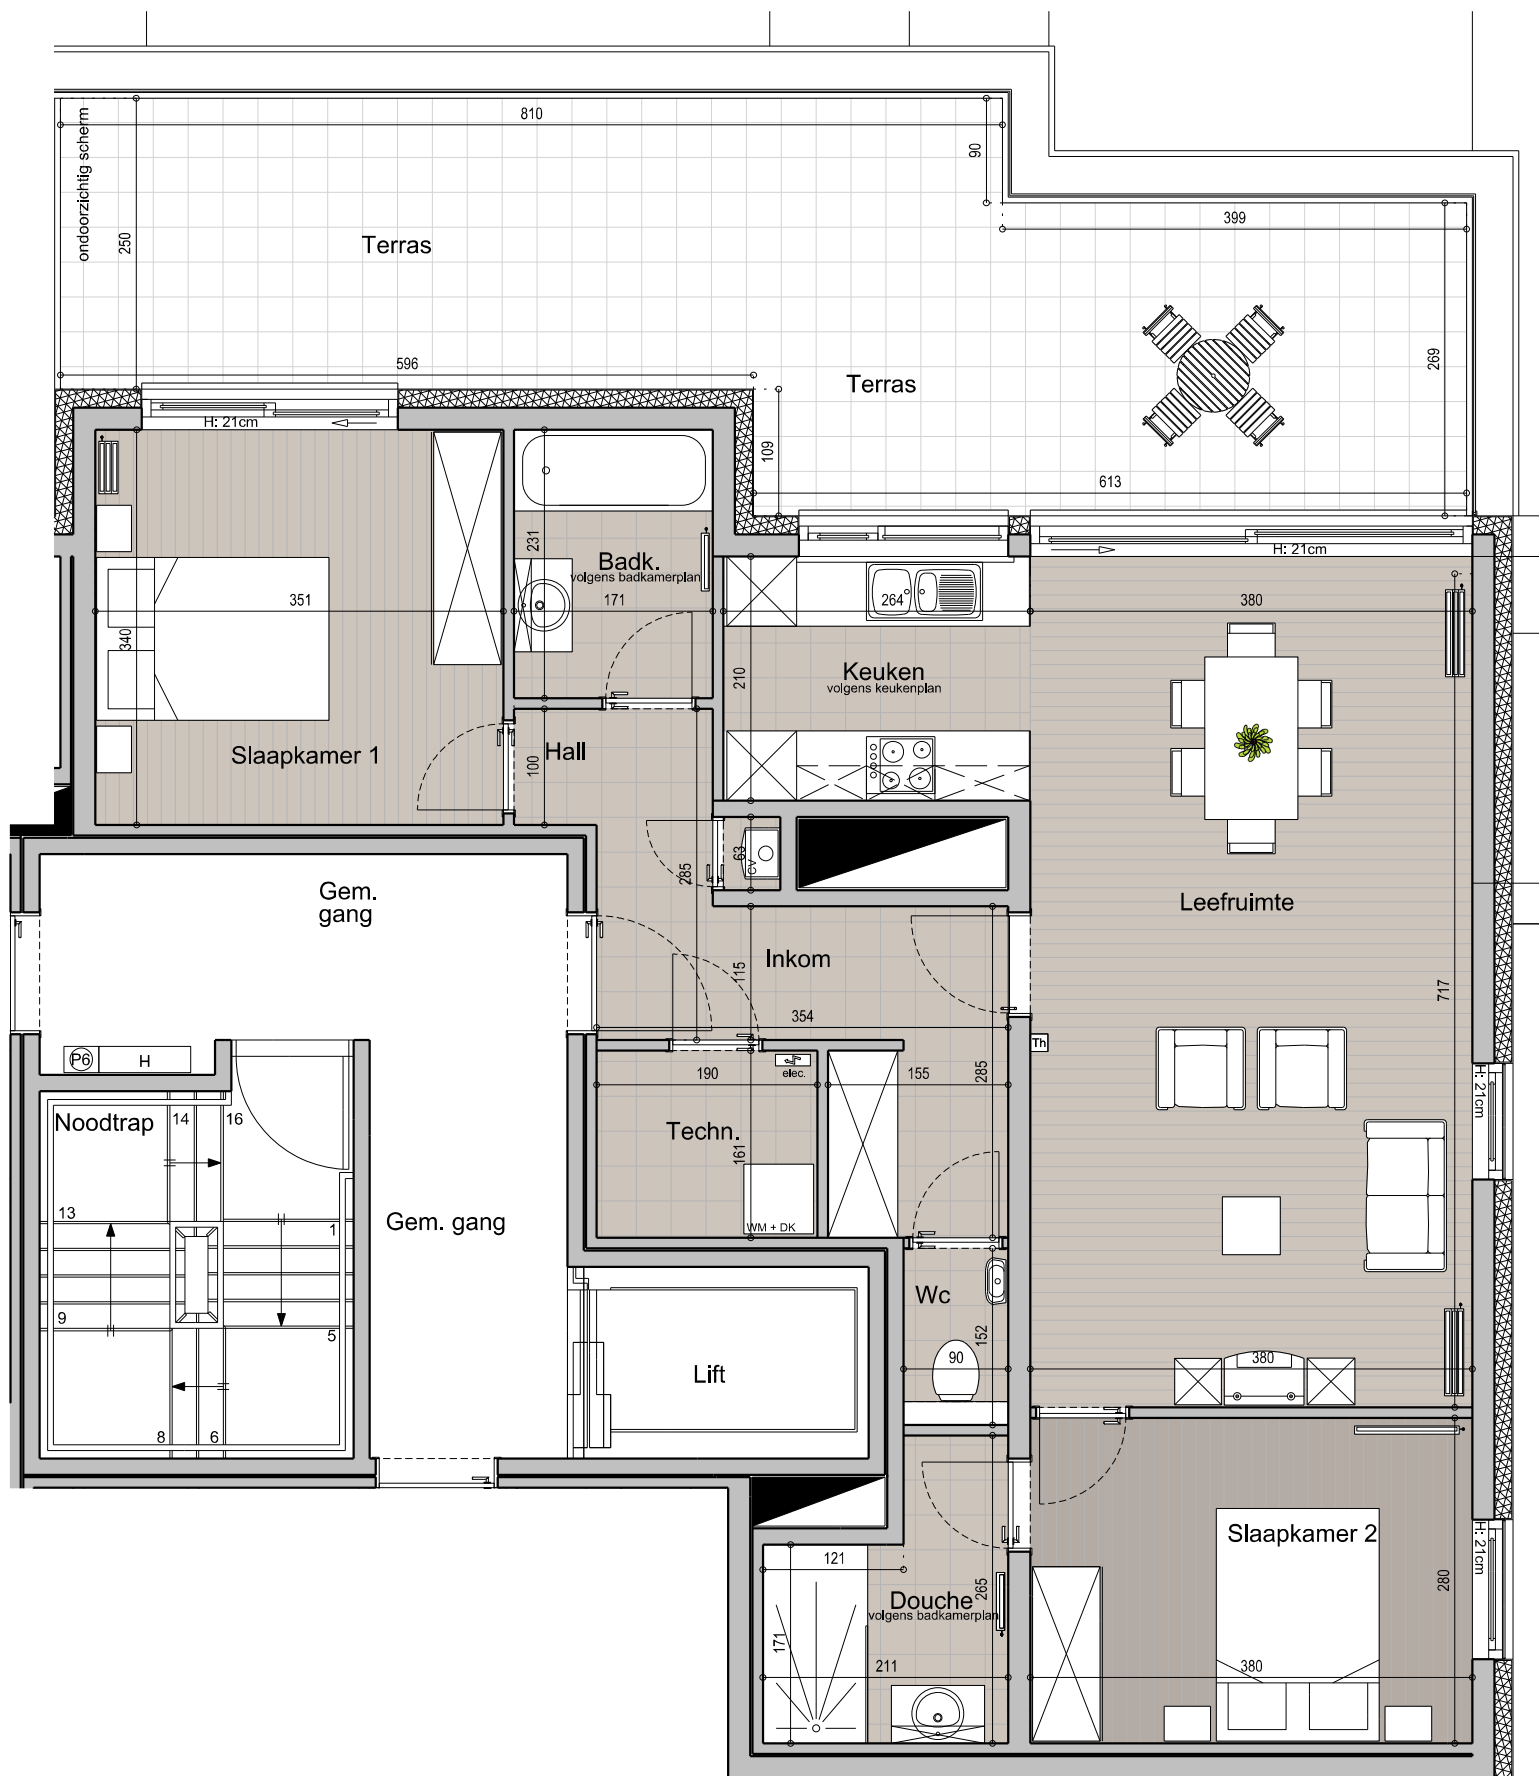 810
ondoorzichtig scherm
90
399
250
Terras
269
596
Terras
H: 21cm
109
613
H: 21cm
231
Badk.
volgens badkamerplan
351
171
264
380
340
210
Keuken
volgens keukenplan
Slaapkamer 1
Hall
100
63
CV
285
Gem.
gang
Leefruimte
Inkom
115
717
354
Th
P6
H
190
elec.
155
285
H: 21cm
Noodtrap
14
16
Techn.
161
13
1
Gem. gang
WM + DK
Wc
9
5
152
Lift
90
380
8
6
121
Slaapkamer 2
H: 21cm
265
280
Douche
volgens badkamerplan
171
211
380